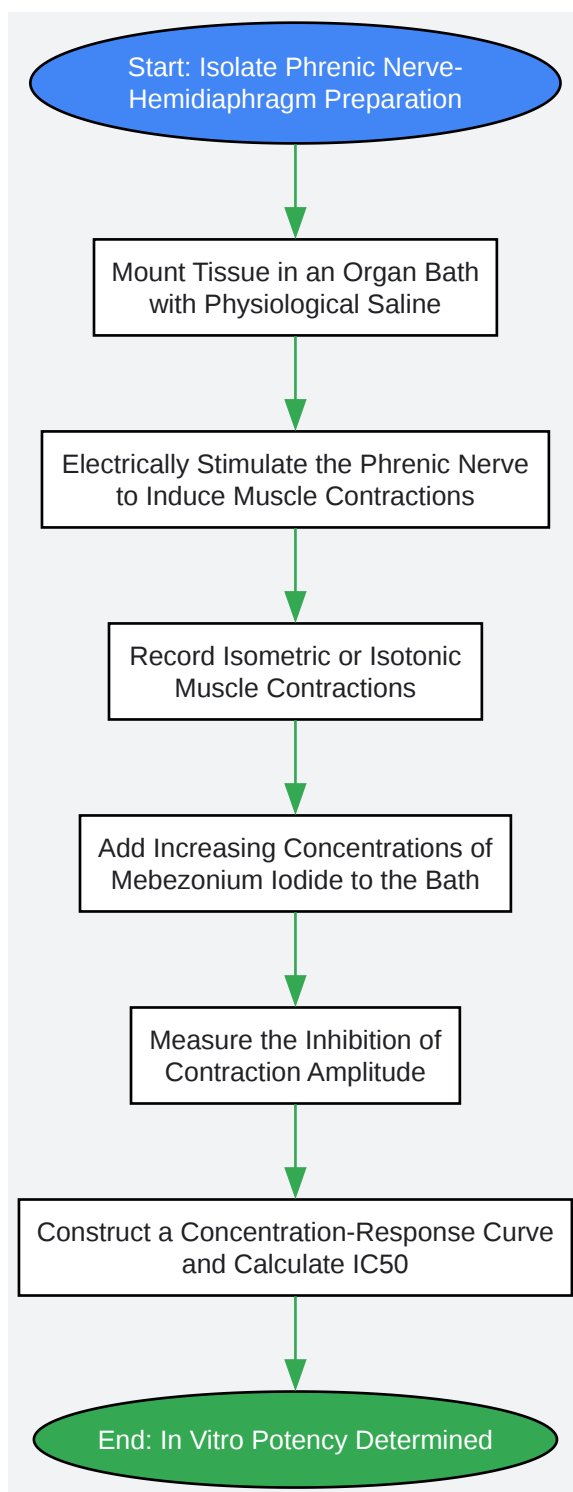 Start: Isolate Phrenic Nerve-
Hemidiaphragm Preparation
Mount Tissue in an Organ Bath
with Physiological Saline
Electrically Stimulate the Phrenic Nerve
to Induce Muscle Contractions
Record Isometric or Isotonic
Muscle Contractions
Add Increasing Concentrations of
Mebezonium Iodide to the Bath
Measure the Inhibition of
Contraction Amplitude
Construct a Concentration-Response Curve
and Calculate IC50
End: In Vitro Potency Determined